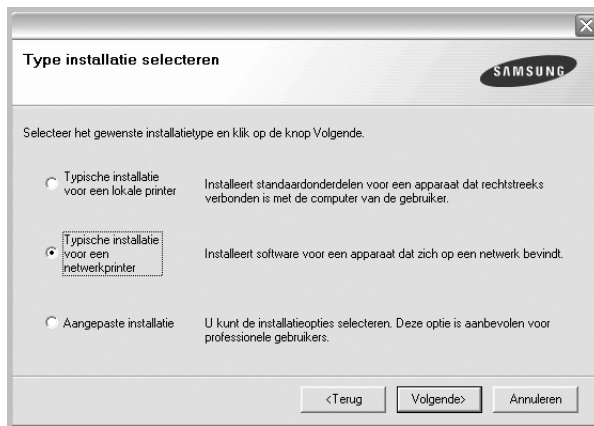 Type installatie selecteren
SAMSUNG
Selecteer het gewenste installatietype en klik op de knop Volgende.
Typische installatie
voor een lokale printer
Installeert standaardonderdelen voor een apparaat dat rechtstreeks
verbonden is met de computer van de gebruiker.
Typische installatie
voor een
netwerkprinter
Installeert software voor een apparaat dat zich op een netwerk bevindt.
Aangepaste installatie
U kunt de installatieopties selecteren. Deze optie is aanbevolen voor
professionele gebruikers.
<Terug
Volgende>
Annuleren